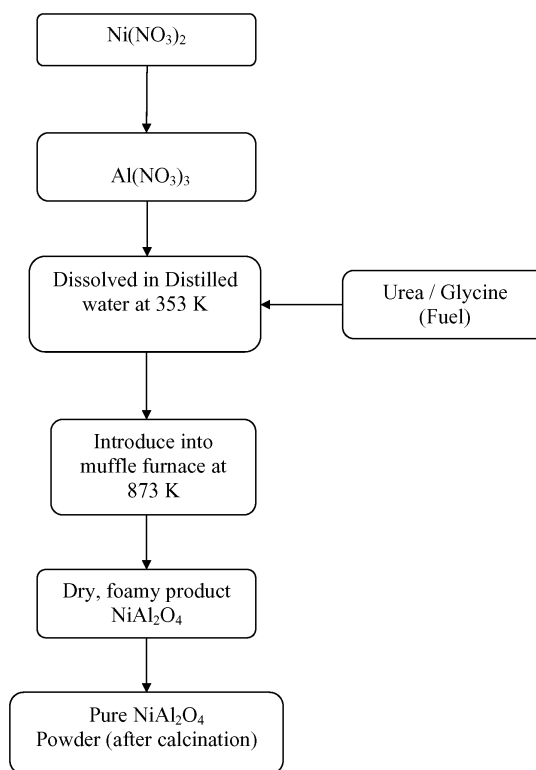 Ni(NO₃)₂
Al(NO₃)₃
Dissolved in Distilled
water at 353 K
Urea / Glycine
(Fuel)
Introduce into
muffle furnace at
873 K
Dry, foamy product
NiAl₂O₄
Pure NiAl₂O₄
Powder (after calcination)